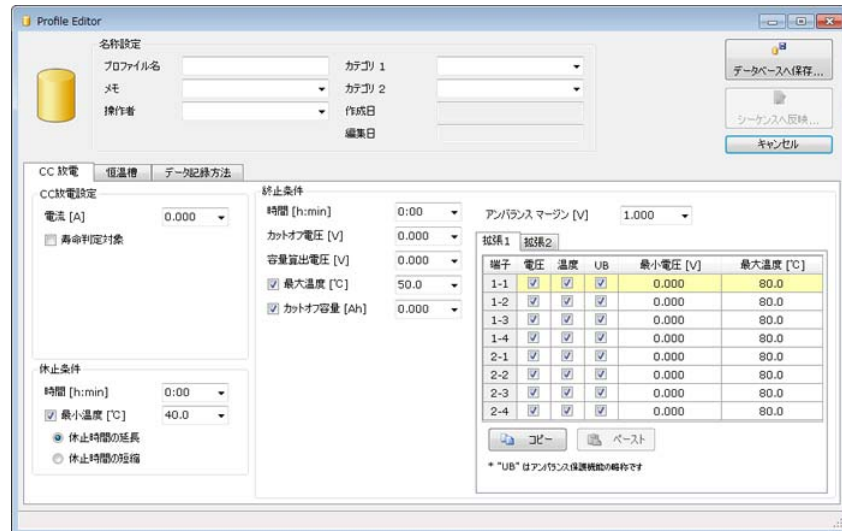 Profile Editor
名称設定
プロファイル名
カテゴリ 1
データベースへ保存...
メモ
カテゴリ 2
操作者
作成日
シーケンスへ反映...
編集日
キャンセル
CC 放電 恒温槽 データ記録方法
CC放電設定
電流 [A] 0.000
寿命判定対象
休止条件
時間 [h:min] 0:00
最小温度 [℃] 40.0
休止時間の延長
休止時間の短縮
終止条件
時間 [h:min] 0:00
カットオフ電圧 [V] 0.000
容量算出電圧 [V] 0.000
最大温度 [℃] 50.0
カットオフ容量 [Ah] 0.000
アンバランス マージン [V] 1.000
拡張1 拡張2
端子 電圧 温度 UB 最小電圧 [V] 最大温度 [℃]
1-1 0.000 80.0
1-2 0.000 80.0
1-3 0.000 80.0
1-4 0.000 80.0
2-1 0.000 80.0
2-2 0.000 80.0
2-3 0.000 80.0
2-4 0.000 80.0
コピー ペースト
* "UB" はアンバランス保護機能の略称です